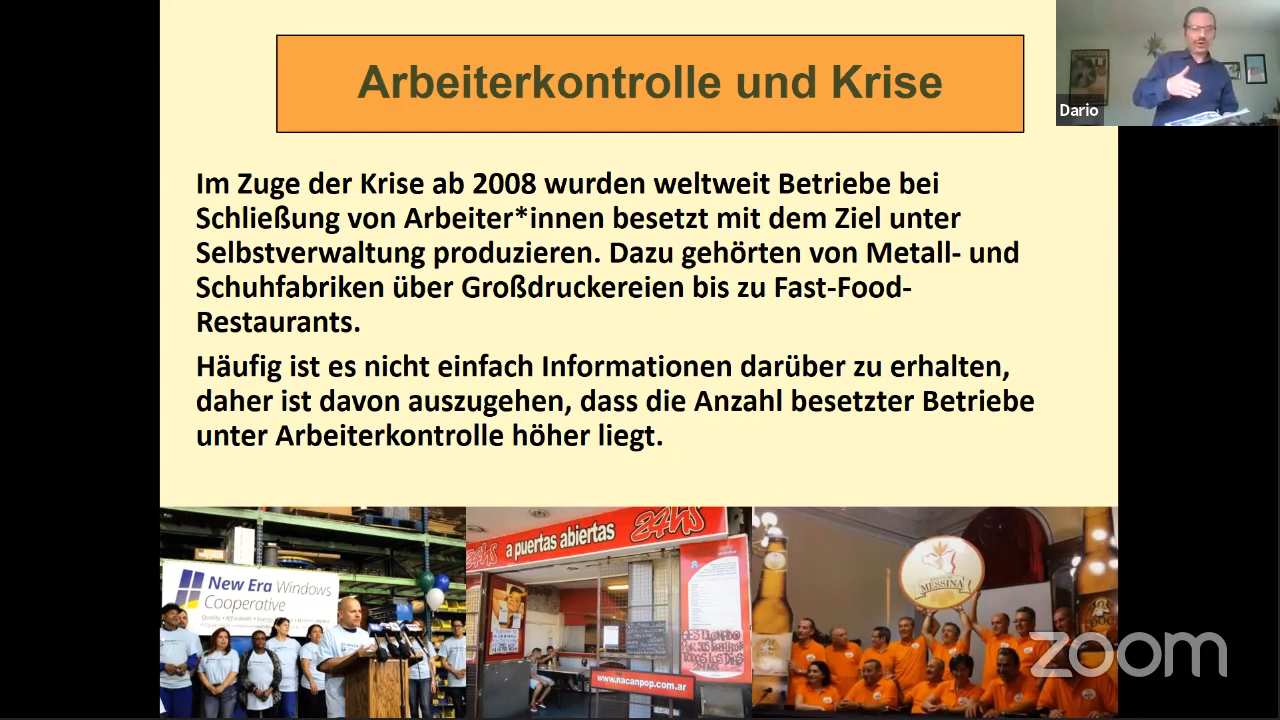 Arbeiterkontrolle und Krise
Dario
Im Zuge der Krise ab 2008 wurden weltweit Betriebe bei
Schließung von Arbeiter*innen besetzt mit dem Ziel unter
Selbstverwaltung produzieren. Dazu gehörten von Metall- und
Schuhfabriken über Großdruckereien bis zu Fast-Food-
Restaurants.
Häufig ist es nicht einfach Informationen darüber zu erhalten,
daher ist davon auszugehen, dass die Anzahl besetzter Betriebe
unter Arbeiterkontrolle höher liegt.
New Era Windows
Cooperative
24Hs a puertas abiertas 24Hs
www.nacanpop.com.ar
MESSINA
zoom